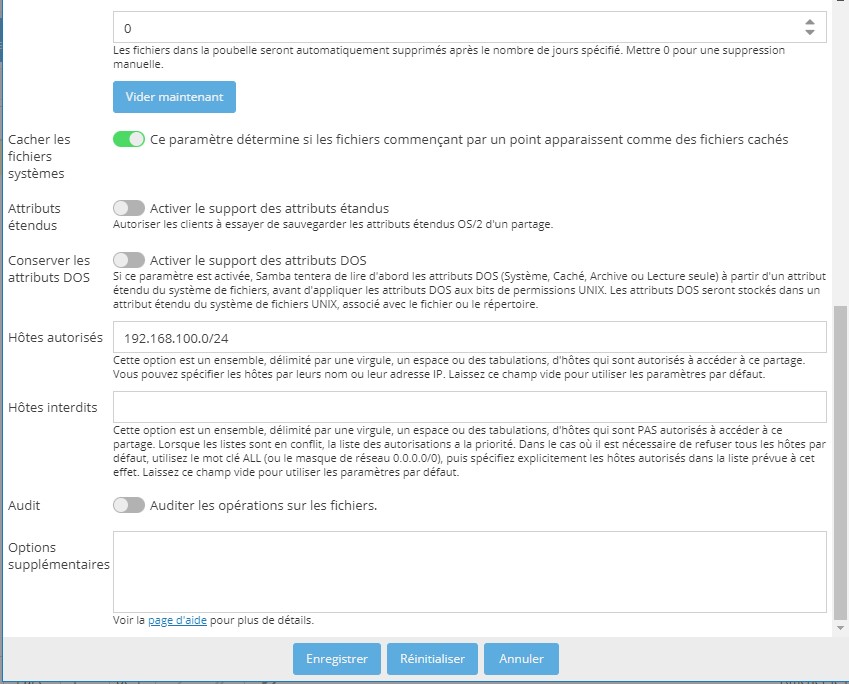 0
Les fichiers dans la poubelle seront automatiquement supprimés après le nombre de jours spécifié. Mettre 0 pour une suppression
manuelle.
Vider maintenant
Cacher les
fichiers
systèmes
Ce paramètre détermine si les fichiers commençant par un point apparaissent comme des fichiers cachés
Attributs
étendus
Activer le support des attributs étandus
Autoriser les clients à essayer de sauvegarder les attributs étendus OS/2 d'un partage.
Conserver les
attributs DOS
Activer le support des attributs DOS
Si ce paramètre est activée, Samba tentera de lire d'abord les attributs DOS (Système, Caché, Archive ou Lecture seule) à partir d'un attribut
étendu du système de fichiers, avant d'appliquer les attributs DOS aux bits de permissions UNIX. Les attributs DOS seront stockés dans un
attribut étendu du système de fichiers UNIX, associé avec le fichier ou le répertoire.
Hôtes autorisés
192.168.100.0/24
Cette option est un ensemble, délimité par une virgule, un espace ou des tabulations, d'hôtes qui sont autorisés à accéder à ce partage.
Vous pouvez spécifier les hôtes par leurs nom ou leur adresse IP. Laissez ce champ vide pour utiliser les paramètres par défaut.
Hôtes interdits
Cette option est un ensemble, délimité par une virgule, un espace ou des tabulations, d'hôtes qui sont PAS autorisés à accéder à ce
partage. Lorsque les listes sont en conflit, la liste des autorisations a la priorité. Dans le cas où il est nécessaire de refuser tous les hôtes par
défaut, utilisez le mot clé ALL (ou le masque de réseau 0.0.0.0/0), puis spécifiez explicitement les hôtes autorisés dans la liste prévue à cet
effet. Laissez ce champ vide pour utiliser les paramètres par défaut.
Audit
Auditer les opérations sur les fichiers.
Options
supplémentaires
Voir la page d'aide pour plus de détails.
Enregistrer
Réinitialiser
Annuler